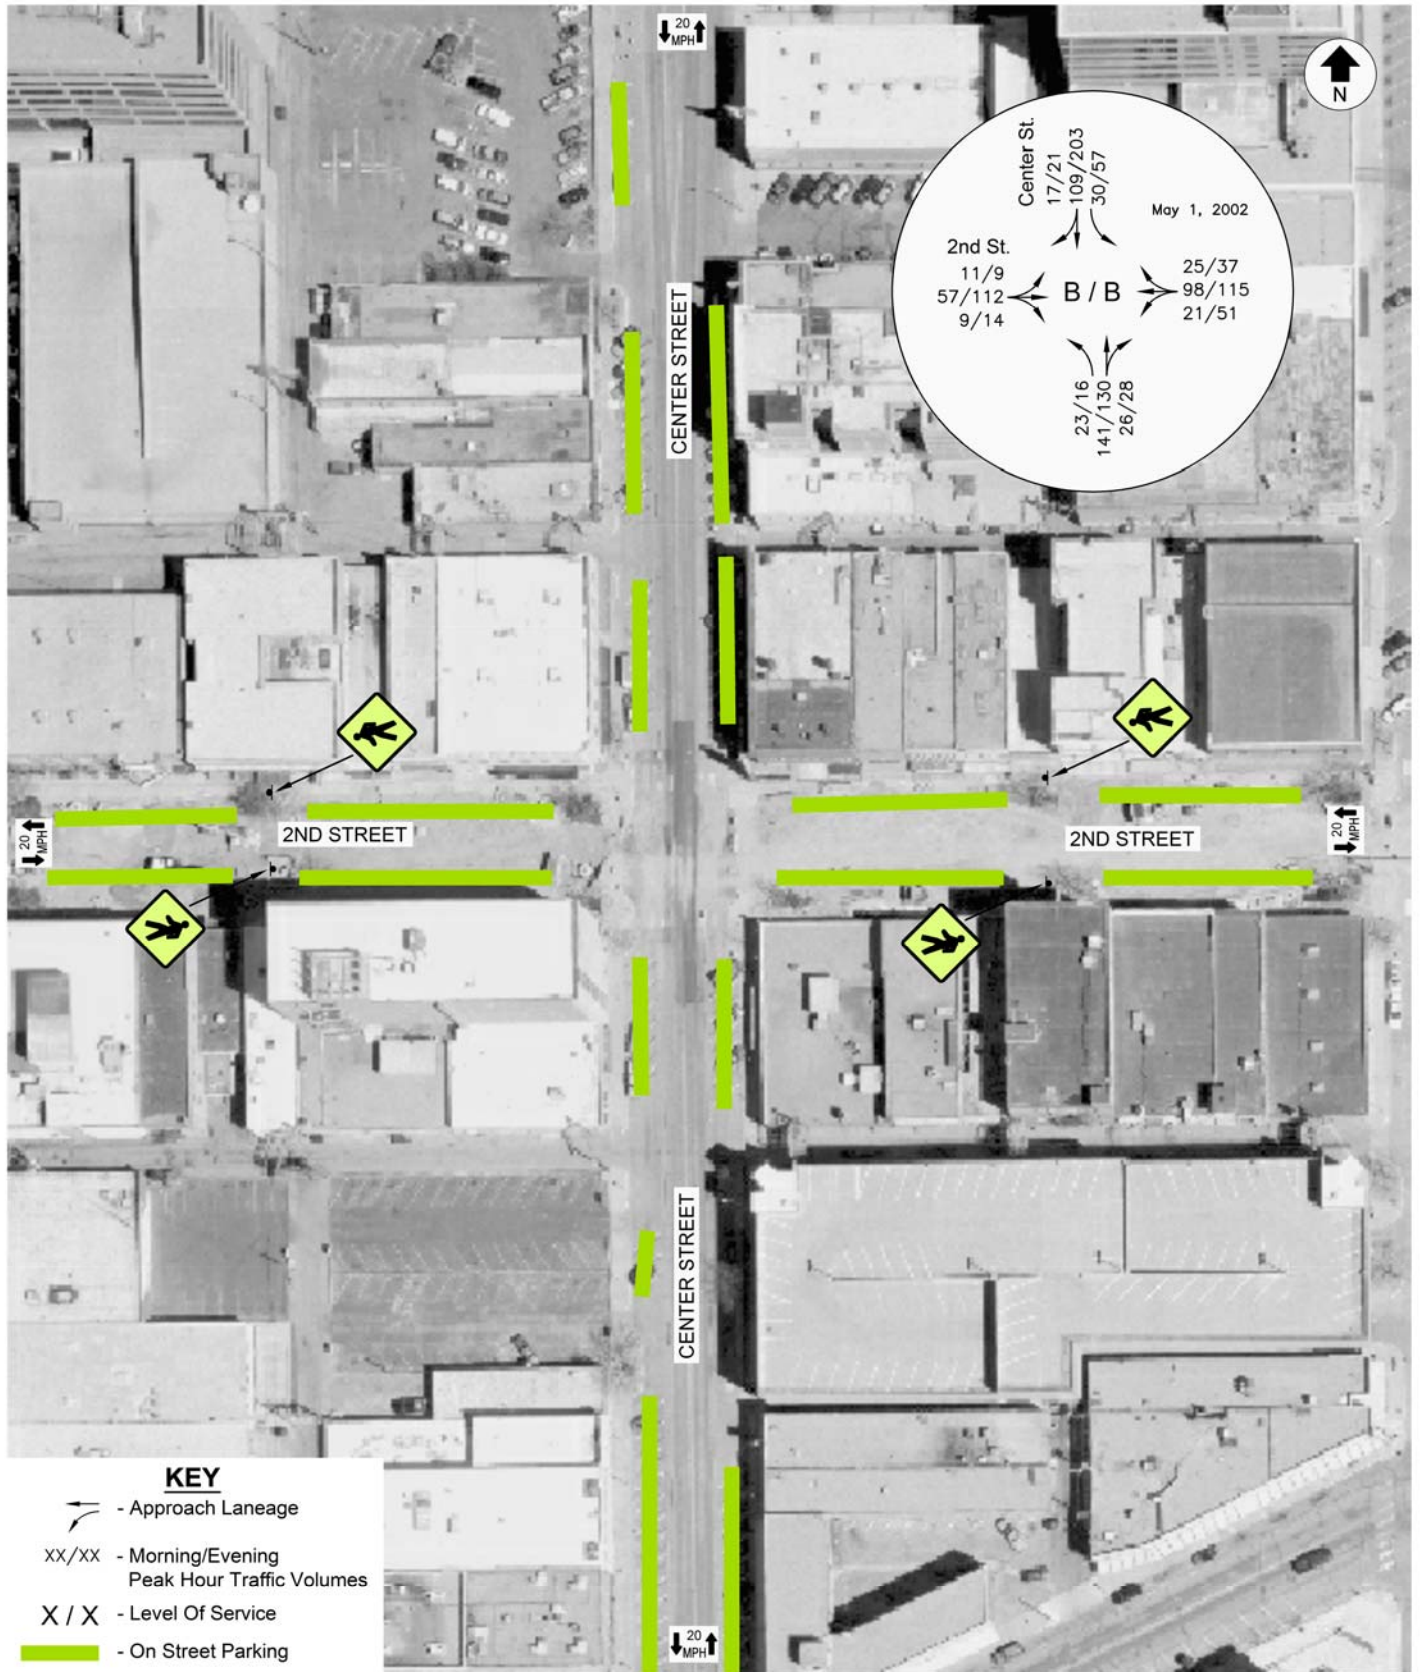 20
MPH
N
Center St.
17/21
109/203
30/57
May 1, 2002
2nd St.
11/9
57/112
9/14
B / B
25/37
98/115
21/51
23/16
141/130
26/28
CENTER STREET
2ND STREET
2ND STREET
20
MPH
20
MPH
CENTER STREET
20
MPH
KEY
- Approach Laneage
XX/XX - Morning/Evening
Peak Hour Traffic Volumes
X / X - Level Of Service
- On Street Parking